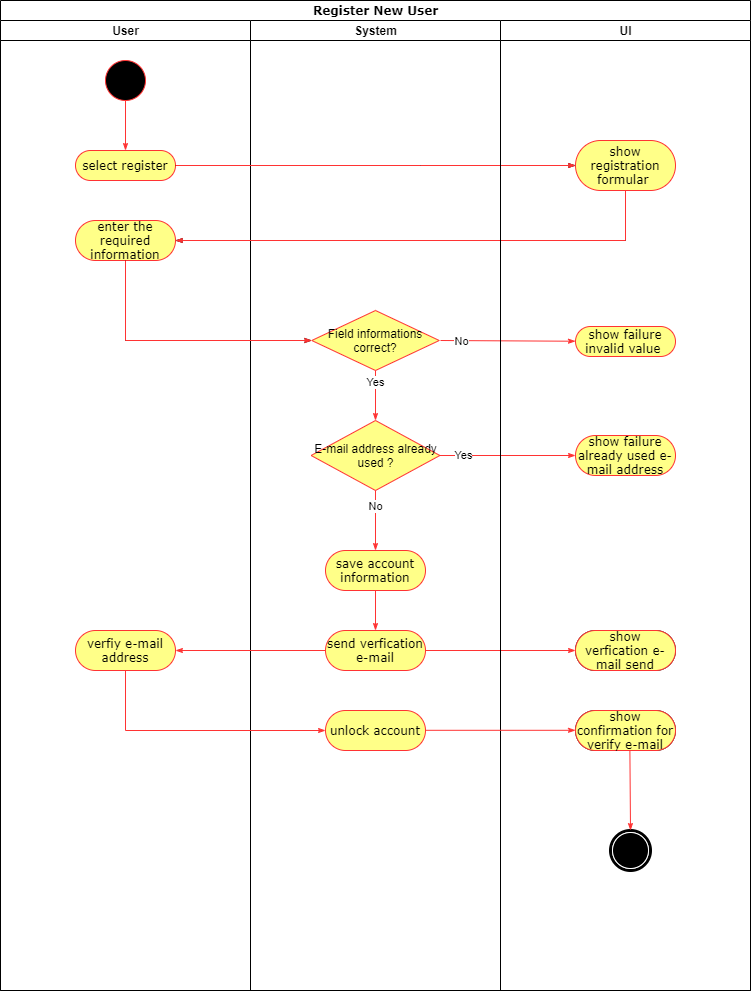 Register New User
User
System
UI
select register
show
registration
formular
enter the
required
information
Field informations
correct?
No
show failure
invalid value
Yes
E-mail address already
used ?
Yes
show failure
already used e-
mail address
No
save account
information
verfiy e-mail
address
send verfication
e-mail
show
verfication e-
mail send
unlock account
show
confirmation for
verify e-mail